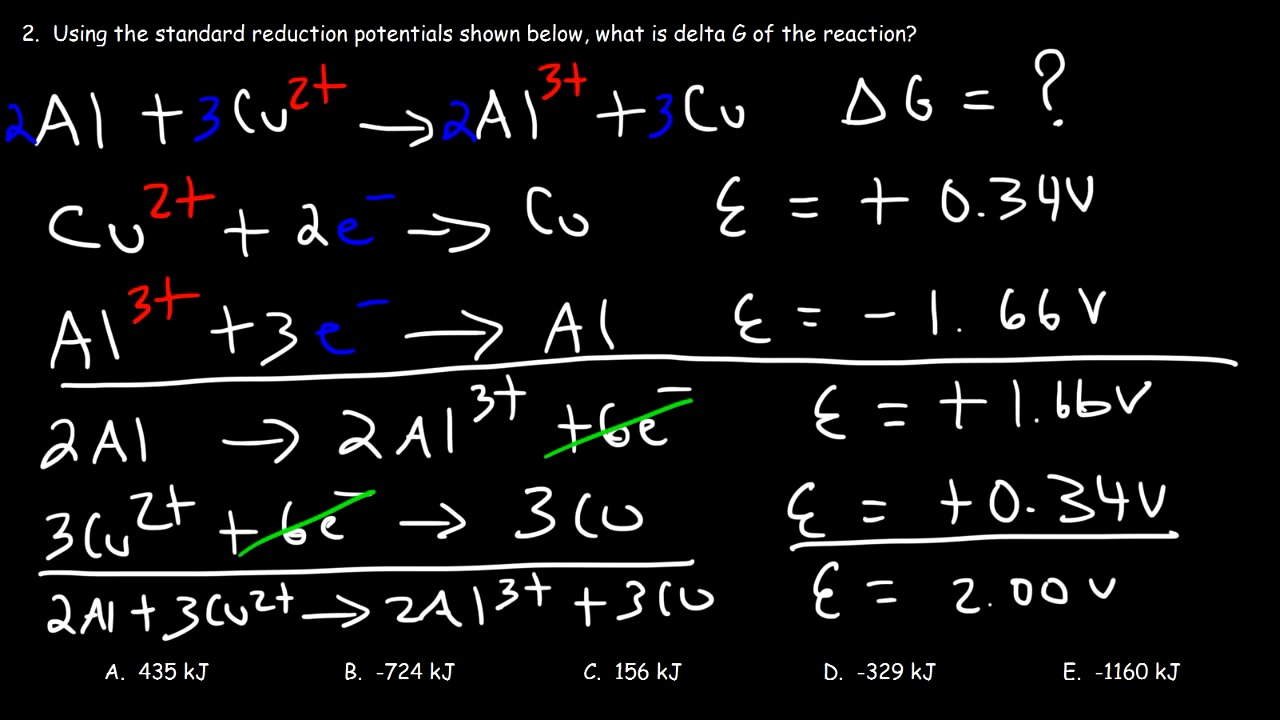 2. Using the standard reduction potentials shown below, what is delta G of the reaction?
2Al + 3Cu²⁺ → 2Al³⁺ + 3Cu ΔG = ?
Cu²⁺ + 2e⁻ → Cu ℰ = + 0.34V
Al³⁺ + 3e⁻ → Al ℰ = - 1.66V
2Al → 2Al³⁺ + 6e⁻ ℰ = + 1.66V
3Cu²⁺ + 6e⁻ → 3Cu ℰ = +0.34V
2Al + 3Cu²⁺ → 2Al³⁺ + 3Cu ℰ = 2.00V
A. 435 kJ B. -724 kJ C. 156 kJ D. -329 kJ E. -1160 kJ